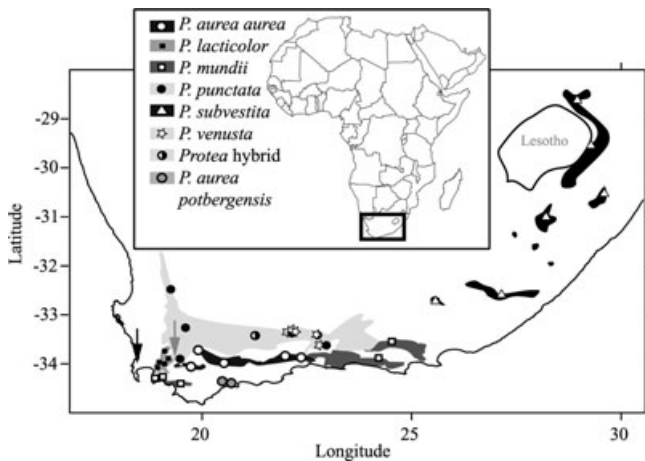 P. aurea aurea
P. lacticolor
P. mundii
P. punctata
P. subvestita
P. venusta
Protea hybrid
P. aurea
potbergensis
Lesotho
Latitude
-29
-30
-31
-32
-33
-34
20
25
30
Longitude